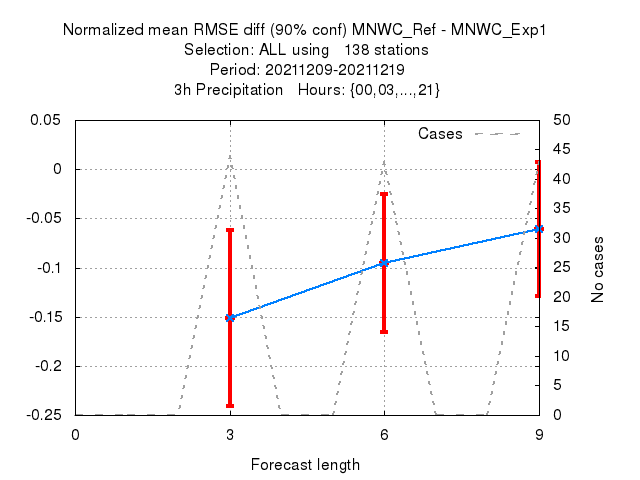 Normalized mean RMSE diff (90% conf) MNWC_Ref - MNWC_Exp1
Selection: ALL using   138 stations
Period: 20211209-20211219
3h Precipitation   Hours: {00,03,...,21}
Cases
0.05
0
-0.05
-0.1
-0.15
-0.2
-0.25
50
45
40
35
30
25
20
15
10
5
0
No cases
0 3 6 9
Forecast length